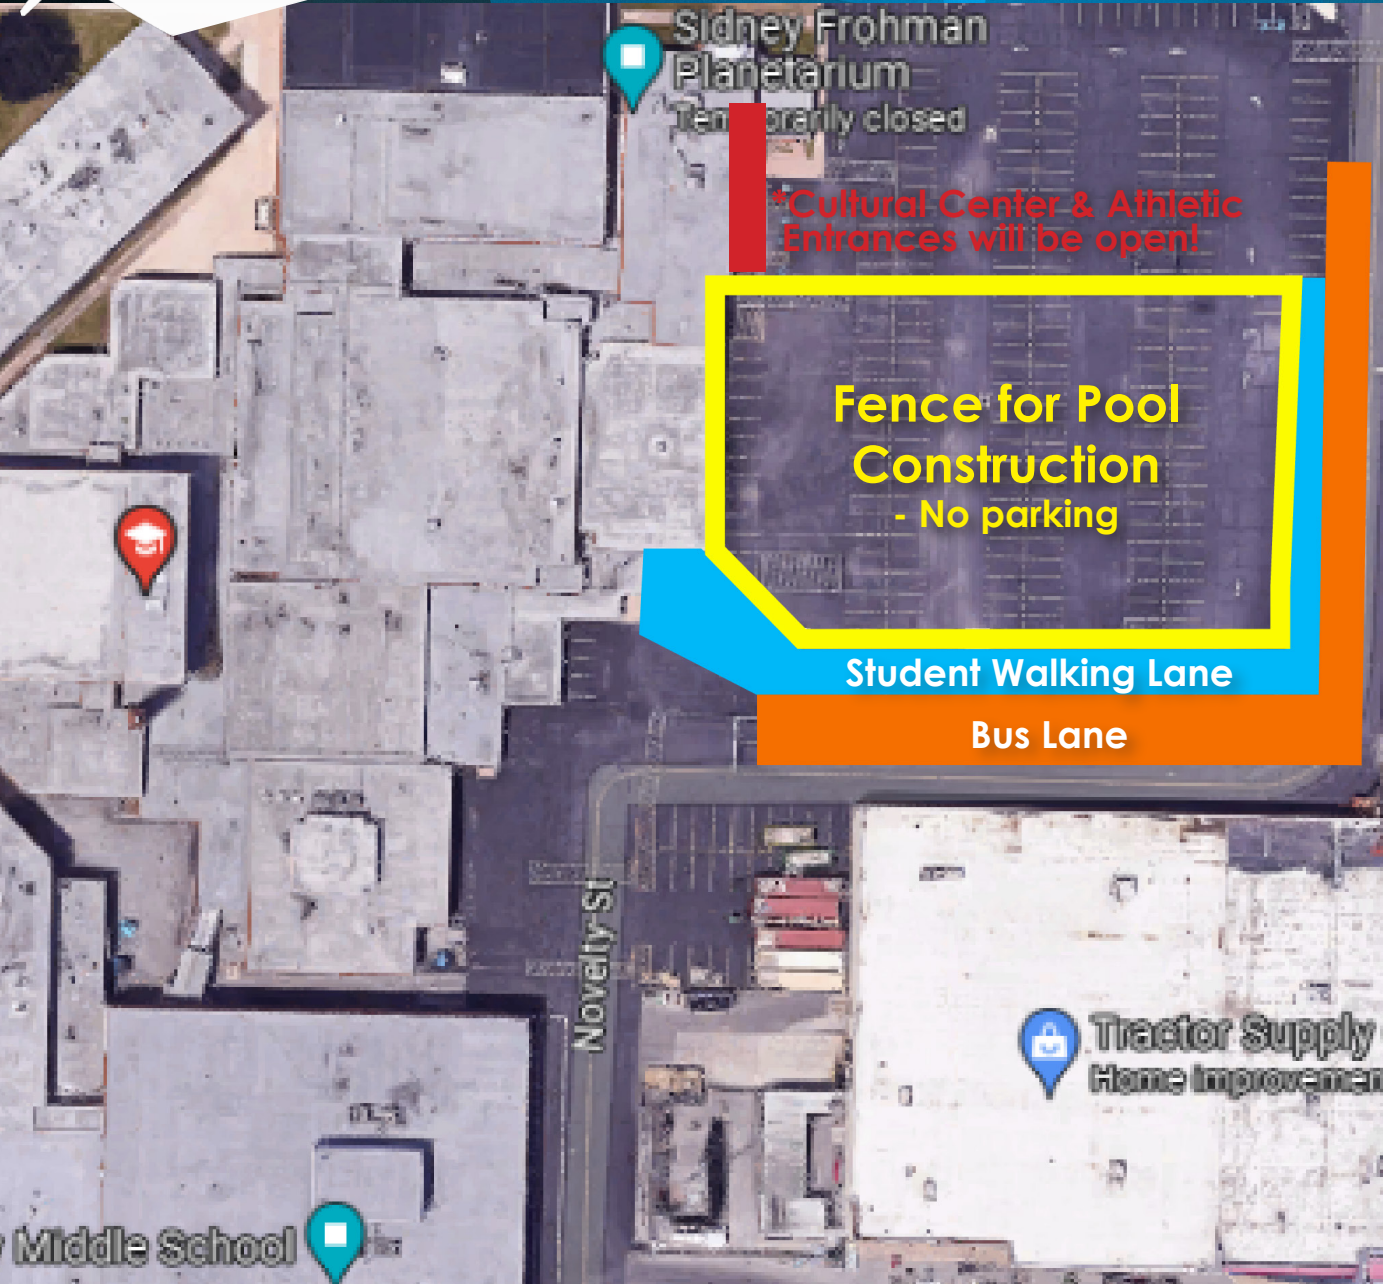 Sidney Frohman
Planetarium
Temporarily closed
*Cultural Center & Athletic
Entrances will be open!
Fence for Pool
Construction
- No parking
Student Walking Lane
Bus Lane
Novelty St
Tractor Supply
Home Improvemen
Middle School